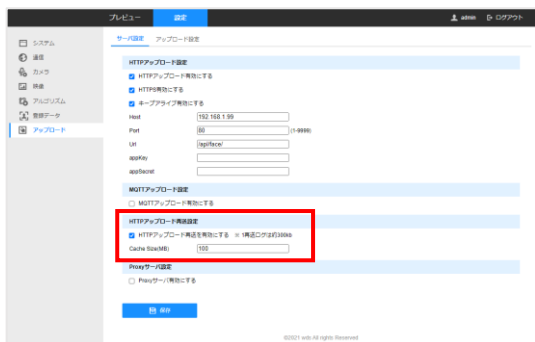 プレビュー 設定 admin ログアウト
システム
通信
カメラ
映像
アルゴリズム
登録データ
アップロード
サーバ設定 アップロード設定
HTTPアップロード設定
HTTPアップロード有効にする
HTTPS有効にする
キープアライブ有効にする
Host 192.168.1.99
Port 80 (1-9999)
Url /api/face/
appKey
appSecret
MQTTアップロード設定
MQTTアップロード有効にする
HTTPアップロード再送設定
HTTPアップロード再送を有効にする ※ 1再送ログは約300kb
Cache Size(MB) 100
Proxyサーバ設定
Proxyサーバ有効にする
保存
©2021 web All rights Reserved